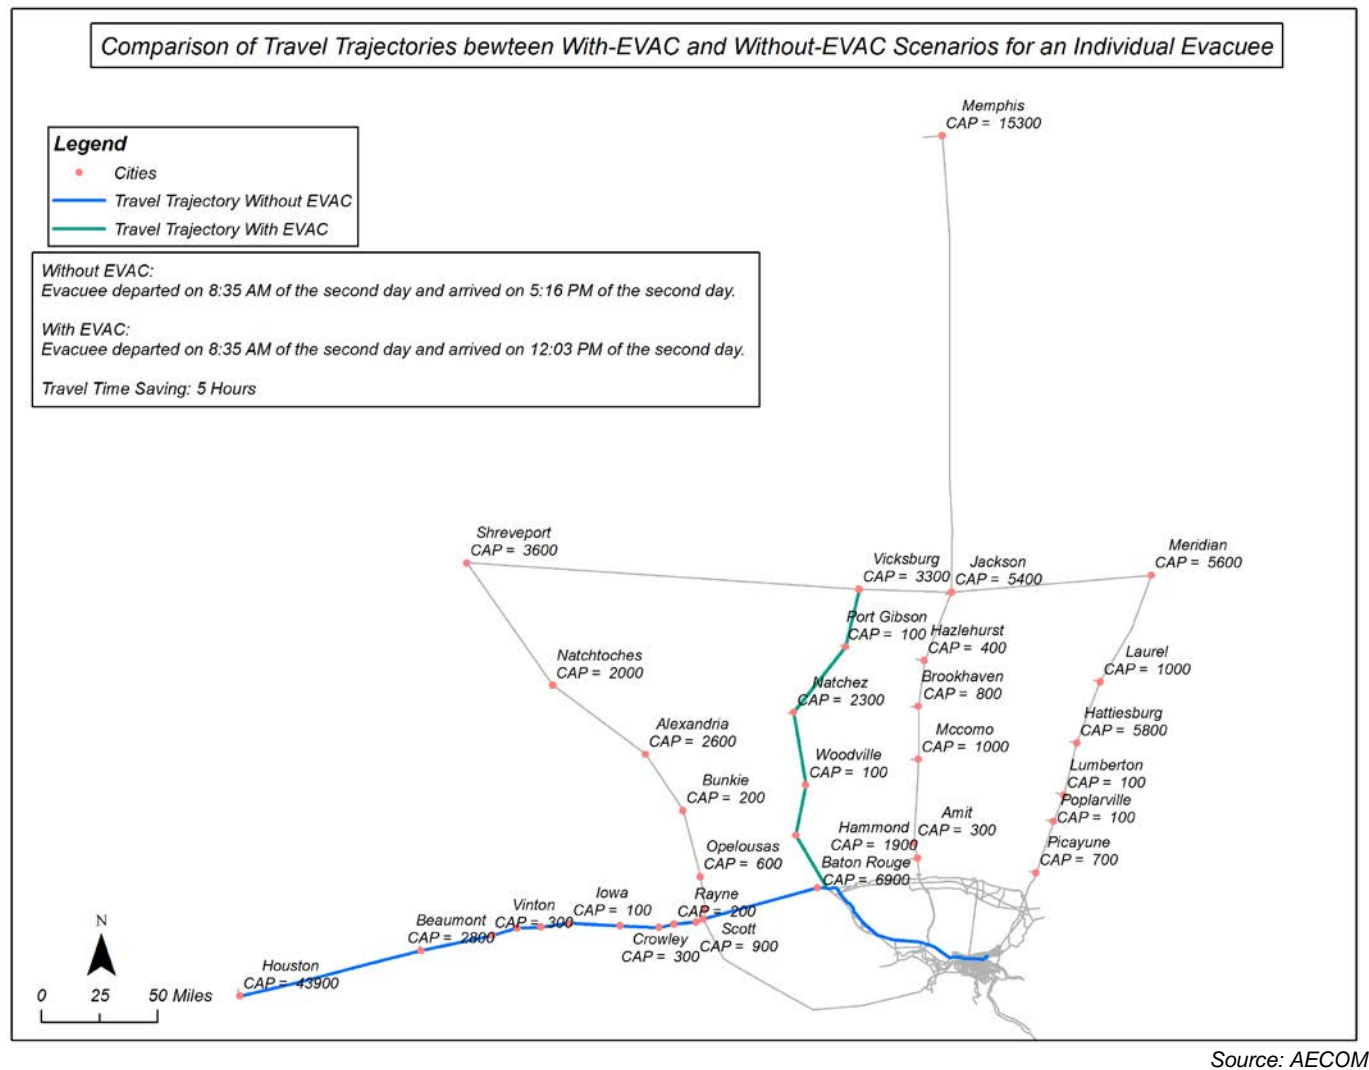 Comparison of Travel Trajectories bewteen With-EVAC and Without-EVAC Scenarios for an Individual Evacuee
Memphis
CAP = 15300
Legend
Cities
Travel Trajectory Without EVAC
Travel Trajectory With EVAC
Without EVAC:
Evacuee departed on 8:35 AM of the second day and arrived on 5:16 PM of the second day.
With EVAC:
Evacuee departed on 8:35 AM of the second day and arrived on 12:03 PM of the second day.
Travel Time Saving: 5 Hours
Shreveport
CAP = 3600
Vicksburg
CAP = 3300
Jackson
CAP = 5400
Meridian
CAP = 5600
Port Gibson
CAP = 100
Hazlehurst
CAP = 400
Natchtoches
CAP = 2000
Laurel
CAP = 1000
Natchez
CAP = 2300
Brookhaven
CAP = 800
Alexandria
CAP = 2600
Hattiesburg
CAP = 5800
Mccomo
CAP = 1000
Woodville
CAP = 100
Lumberton
CAP = 100
Bunkie
CAP = 200
Poplarville
CAP = 100
Amit
CAP = 300
Hammond
CAP = 1900
Opelousas
CAP = 600
Picayune
CAP = 700
Baton Rouge
CAP = 6900
Rayne
CAP = 200
Iowa
CAP = 100
Vinton
CAP = 300
Beaumont
CAP = 2800
Crowley
CAP = 300
Scott
CAP = 900
Houston
CAP = 43900
N
0 25 50 Miles
Source: AECOM